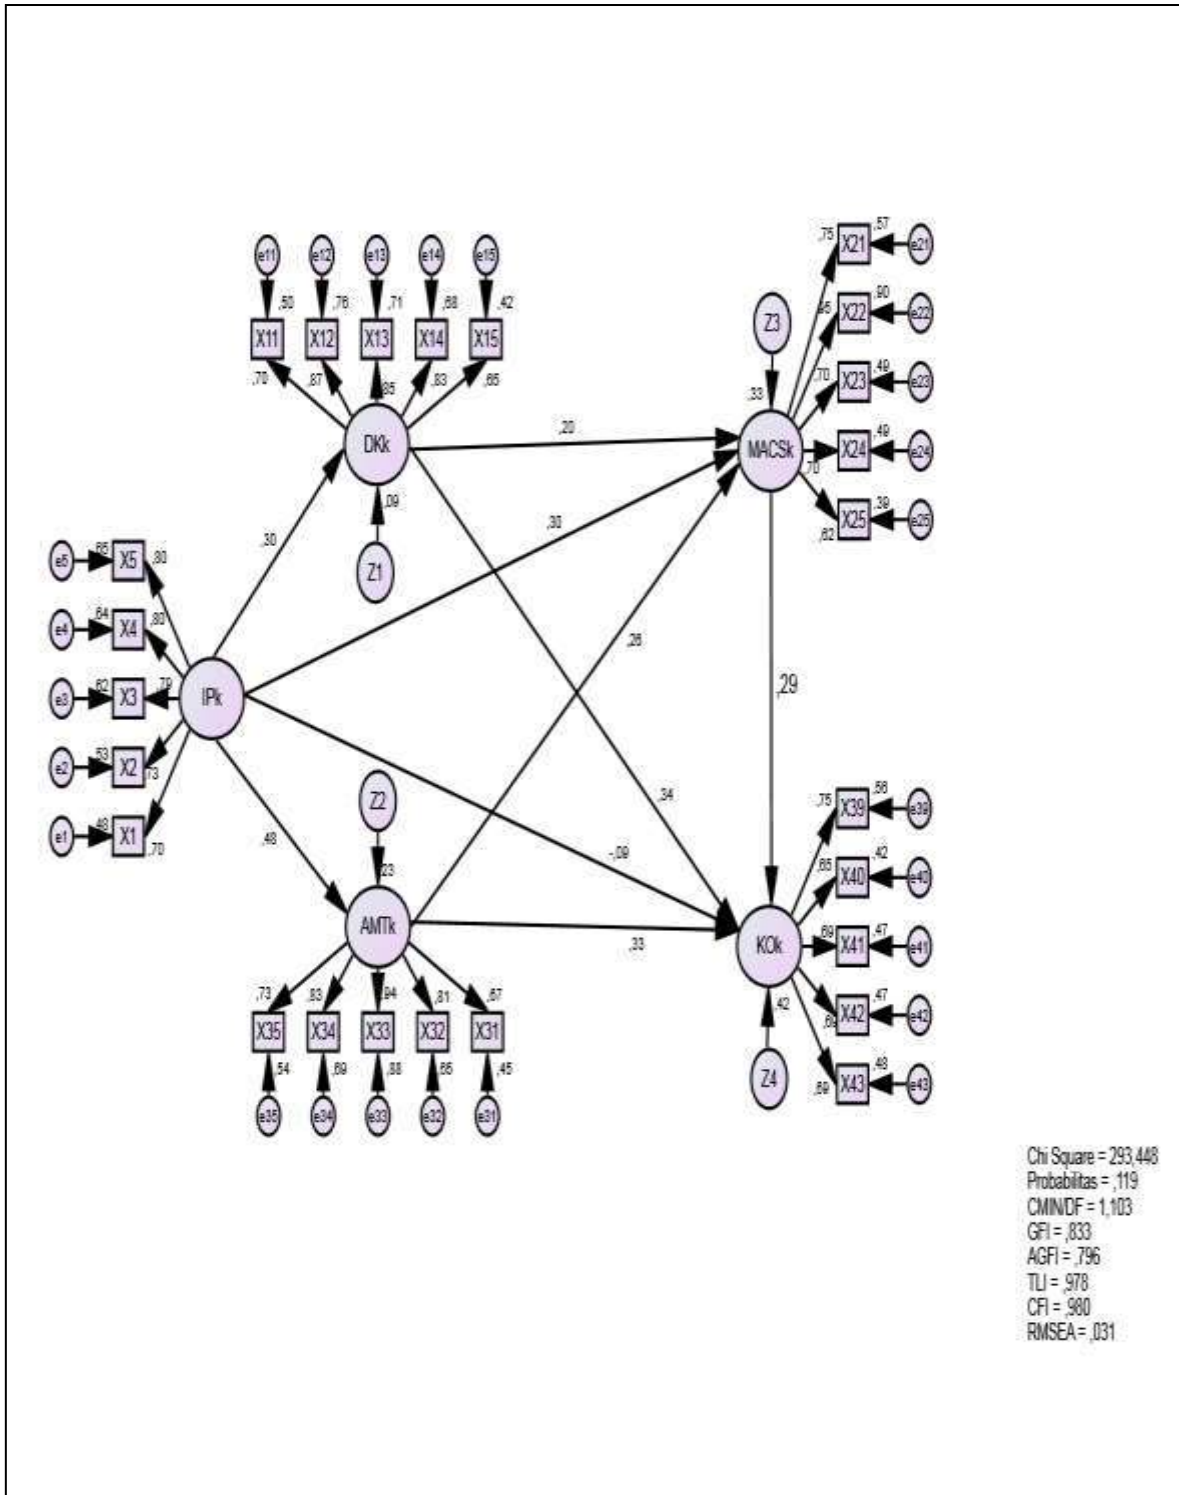 e11 e12 e13 e14 e15
,50 ,76 ,71 ,68 ,42
X11 X12 X13 X14 X15
,70 ,87 ,85 ,83 ,65
DKk
,09
Z1
,75 X21 ,57 e21
,95 X22 ,90 e22
,70 X23 ,49 e23
,70 X24 ,49 e24
,62 X25 ,39 e25
Z3
,33
MACSk
,20
,30
,30
,26
,29
,34
-,09
,48
,33
e5 ,65 X5 ,80
e4 ,64 X4 ,80
e3 ,62 X3 ,79
e2 ,53 X2 ,73
e1 ,48 X1 ,70
IPk
Z2
,23
AMTk
,73 ,83 ,94 ,81 ,67
X35 X34 X33 X32 X31
,54 ,69 ,88 ,66 ,45
e35 e34 e33 e32 e31
,75 X39 ,56 e39
,65 X40 ,42 e40
,69 X41 ,47 e41
X42 ,47 e42
,69 X43 ,48 e43
KOk
,42
Z4
Chi Square = 293,448
Probabilitas = ,119
CMIN/DF = 1,103
GFI = ,833
AGFI = ,796
TLI = ,978
CFI = ,980
RMSEA = ,031